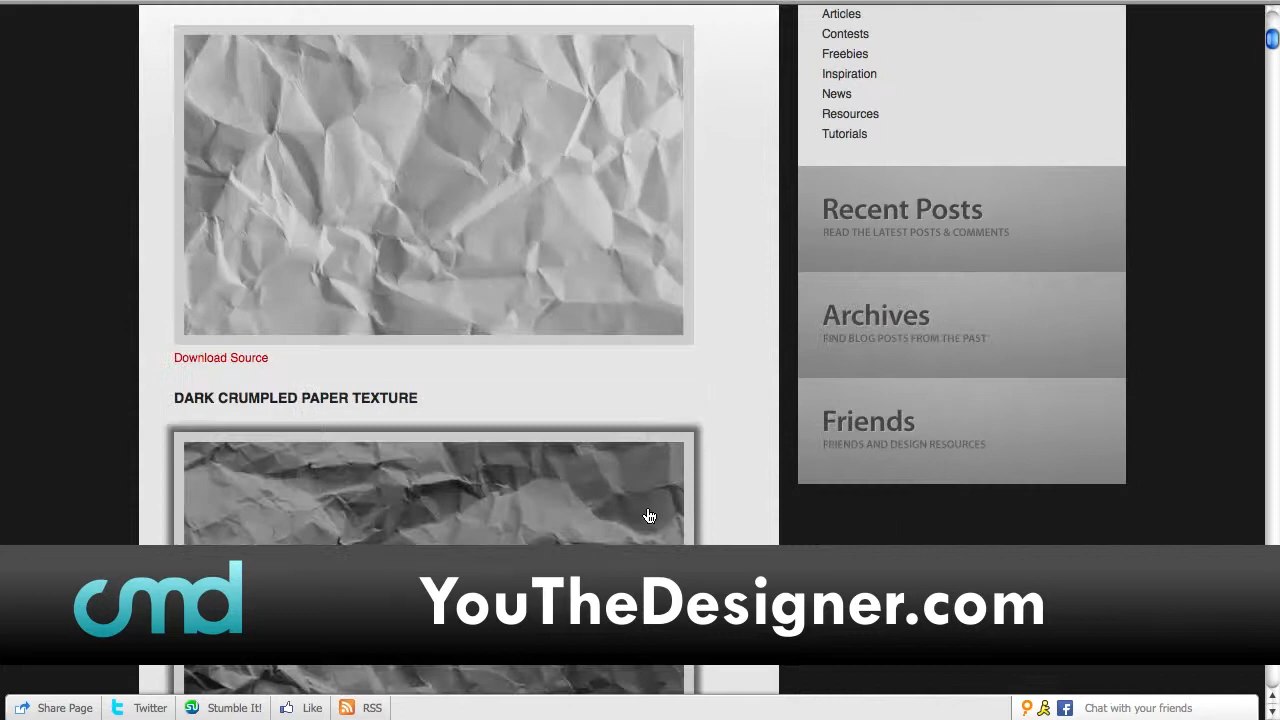 Articles
Contests
Freebies
Inspiration
News
Resources
Tutorials
Recent Posts
READ THE LATEST POSTS & COMMENTS
Archives
FIND BLOG POSTS FROM THE PAST
Friends
FRIENDS AND DESIGN RESOURCES
Download Source
DARK CRUMPLED PAPER TEXTURE
cmd
YouTheDesigner.com
Share Page
Twitter
Stumble It!
Like
RSS
Chat with your friends